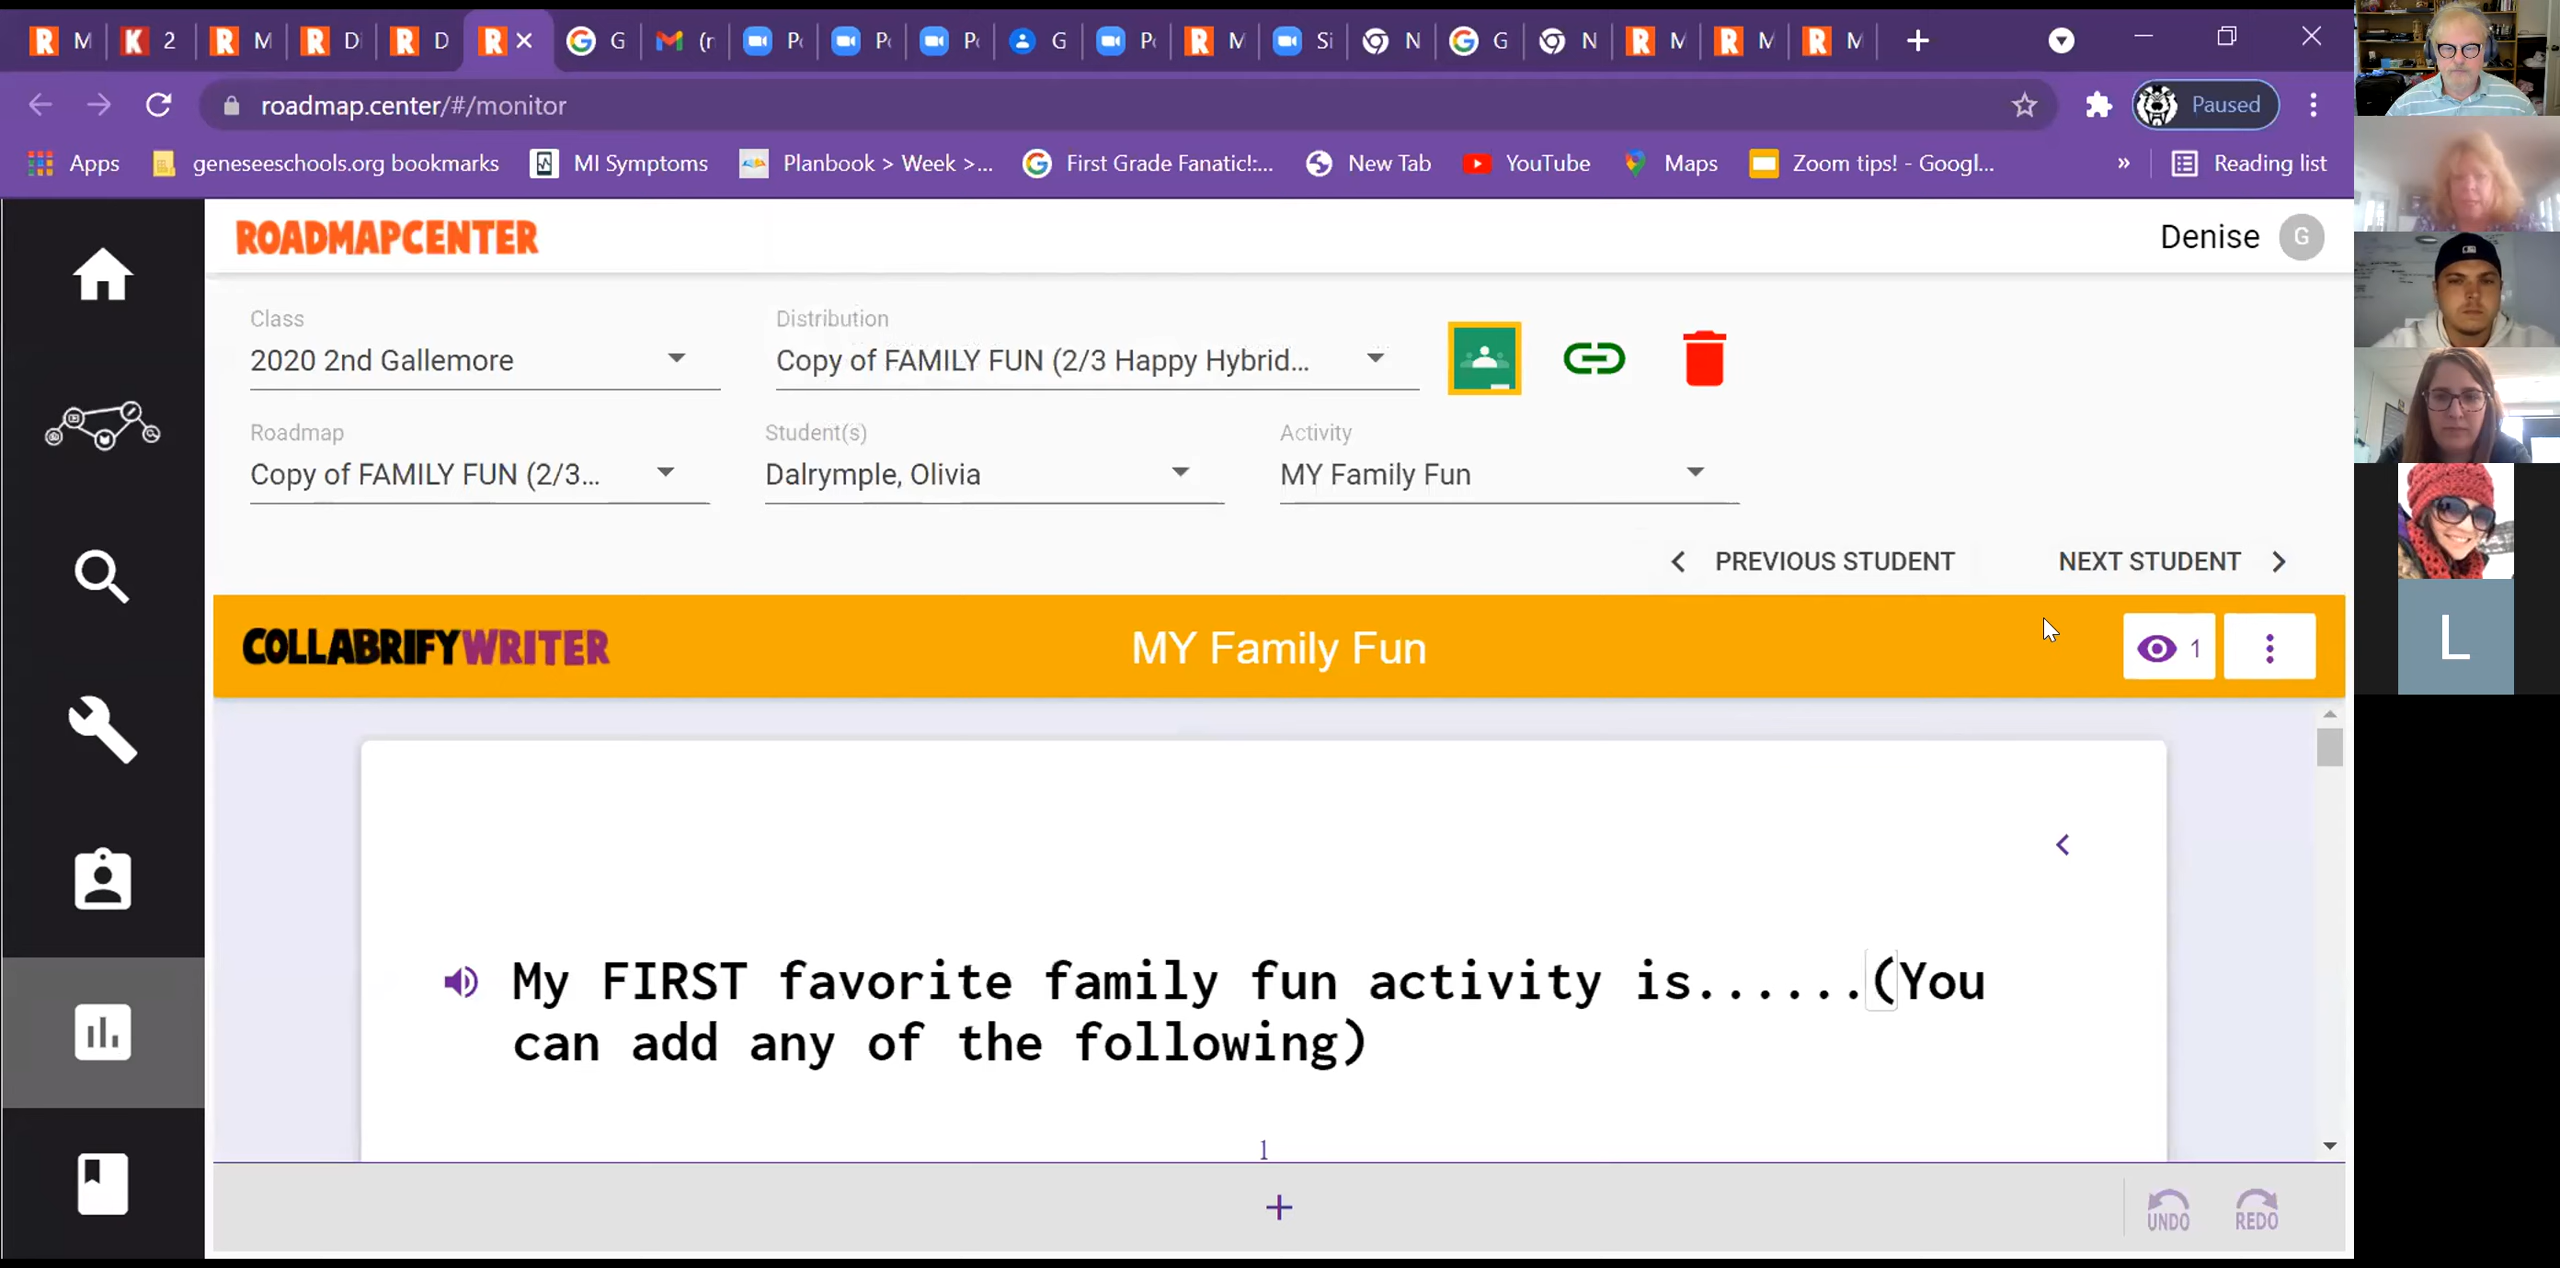 M 2 M D D G (r P P P G P M Si N G N M M M
roadmap.center/#/monitor Paused
Apps geneseeschools.org bookmarks MI Symptoms Planbook > Week >... First Grade Fanatic!:... New Tab YouTube Maps Zoom tips! - Googl... » Reading list
ROADMAPCENTER Denise G
Class Distribution
2020 2nd Gallemore Copy of FAMILY FUN (2/3 Happy Hybrid...
Roadmap Student(s) Activity
Copy of FAMILY FUN (2/3... Dalrymple, Olivia MY Family Fun
PREVIOUS STUDENT NEXT STUDENT
COLLABRIFYWRITER MY Family Fun 1
L
My FIRST favorite family fun activity is......(You
can add any of the following)
1
UNDO REDO